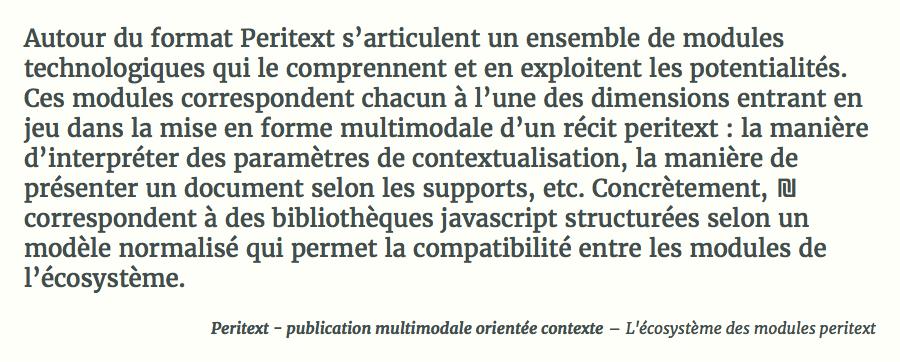 Autour du format Peritext s’articulent un ensemble de modules
technologiques qui le comprennent et en exploitent les potentialités.
Ces modules correspondent chacun à l’une des dimensions entrant en
jeu dans la mise en forme multimodale d’un récit peritext : la manière
d’interpréter des paramètres de contextualisation, la manière de
présenter un document selon les supports, etc. Concrètement, ₪
correspondent à des bibliothèques javascript structurées selon un
modèle normalisé qui permet la compatibilité entre les modules de
l’écosystème.
Peritext - publication multimodale orientée contexte – L'écosystème des modules peritext